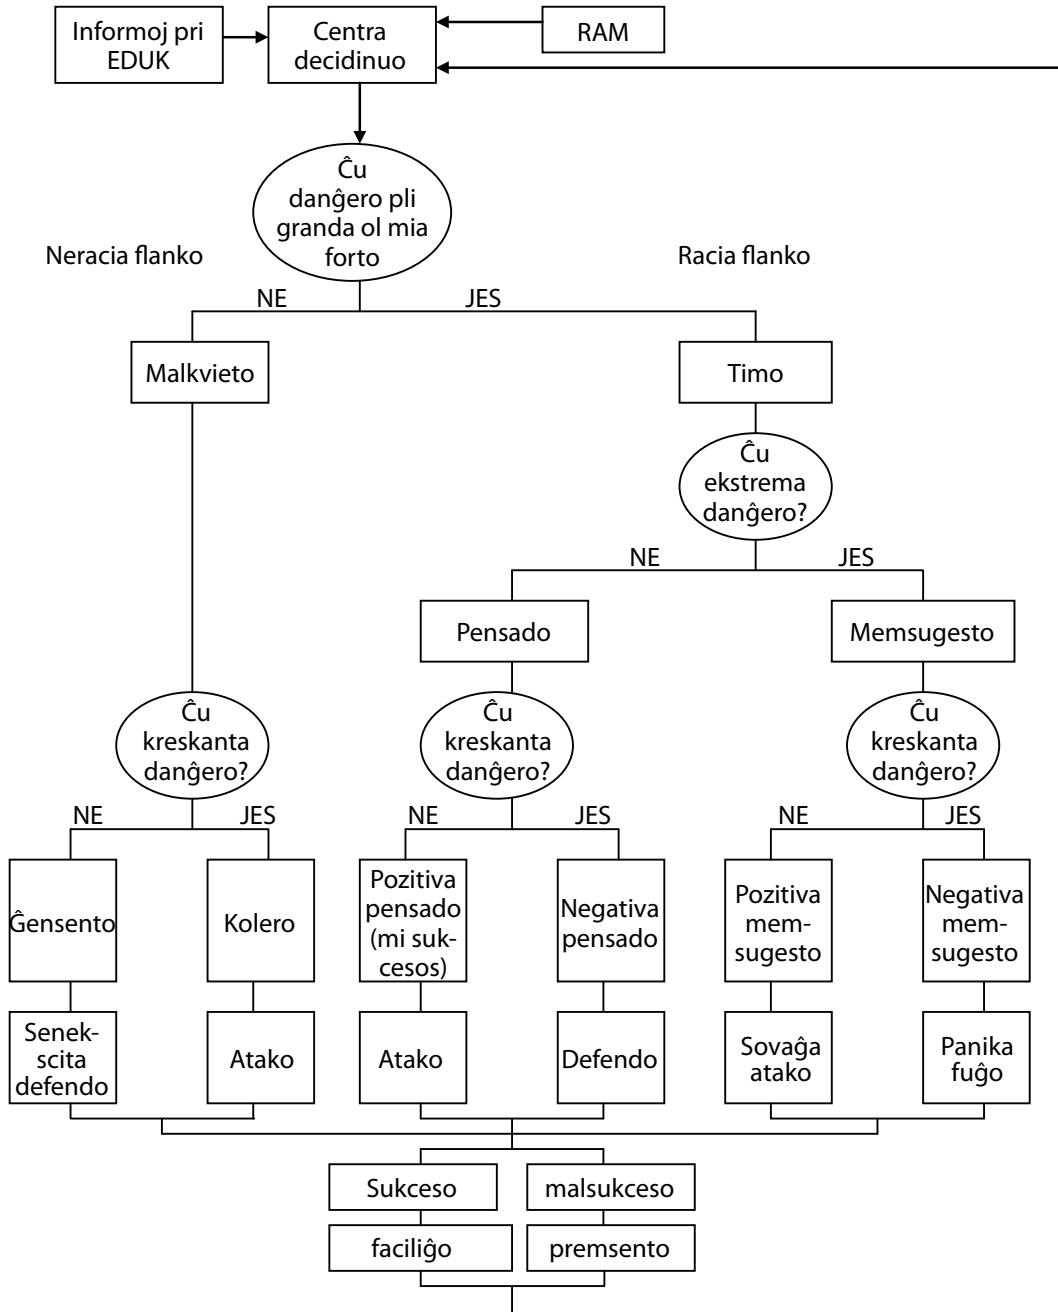 Informoj pri
EDUK
Centra
decidinuo
RAM
Ĉu
danĝero pli
granda ol mia
forto
Neracia flanko
Racia flanko
NE
JES
Malkvieto
Timo
Ĉu
ekstrema
danĝero?
NE
JES
Pensado
Memsugesto
Ĉu
kreskanta
danĝero?
Ĉu
kreskanta
danĝero?
Ĉu
kreskanta
danĝero?
NE
JES
NE
JES
NE
JES
Ĝensento
Kolero
Pozitiva
pensado
(mi suk-
cesos)
Negativa
pensado
Pozitiva
mem-
sugesto
Negativa
mem-
sugesto
Senek-
scita
defendo
Atako
Atako
Defendo
Sovaĝa
atako
Panika
fuĝo
Sukceso
malsukceso
faciliĝo
premsento